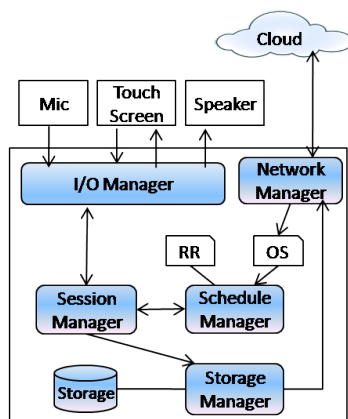 Cloud
Mic
Touch
Screen
Speaker
I/O Manager
Network
Manager
RR
OS
Session
Manager
Schedule
Manager
Storage
Storage
Manager